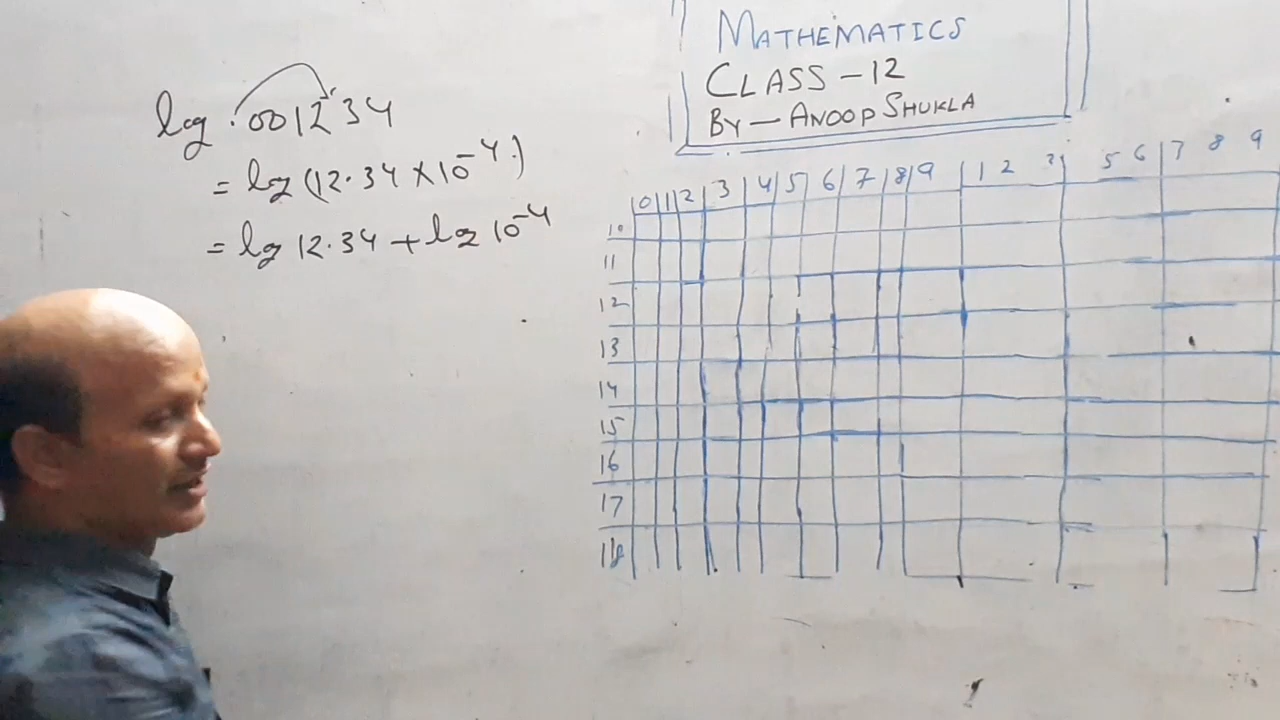 MATHEMATICS
CLASS - 12
BY - ANOOP SHUKLA
log .001234
= log (12.34 × 10⁻⁴)
= log 12.34 + log 10⁻⁴
0 1 2 3 4 5 6 7 8 9 1 2 3 5 6 7 8 9
10
11
12
13
14
15
16
17
18